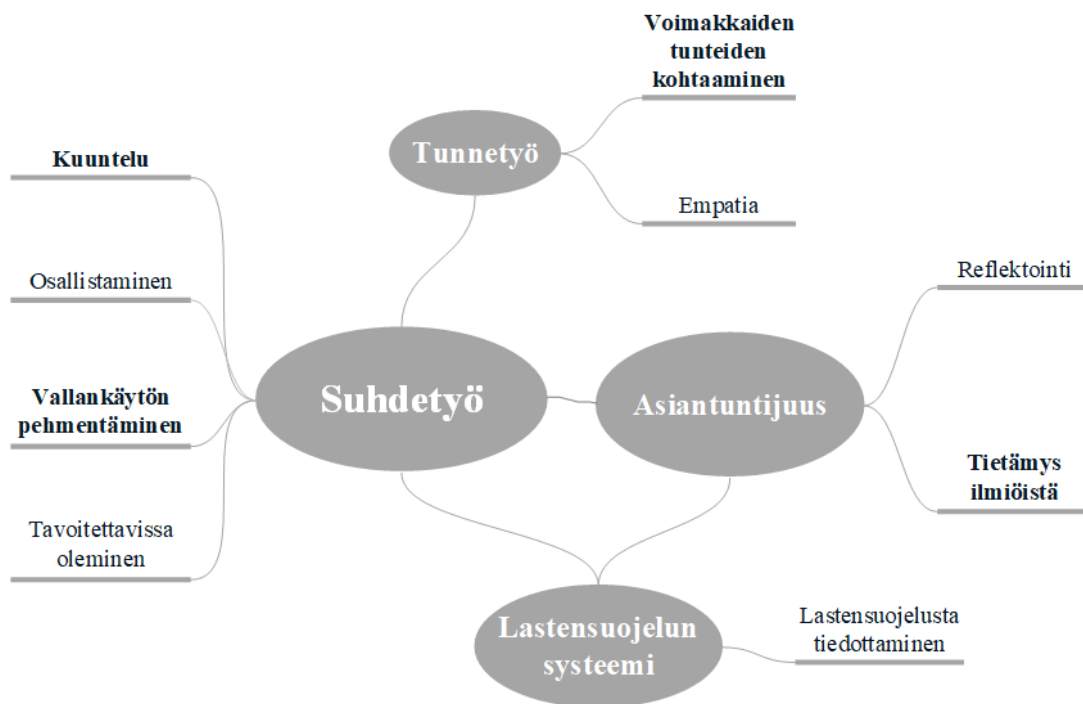 Voimakkaiden
tunteiden
kohtaaminen
Tunnetyö
Kuuntelu
Empatia
Reflektointi
Osallistaminen
Suhdetyö
Asiantuntijuus
Vallankäytön
pehmentäminen
Tietämys
ilmiöistä
Tavoitettavissa
oleminen
Lastensuojelun
systeemi
Lastensuojelusta
tiedottaminen